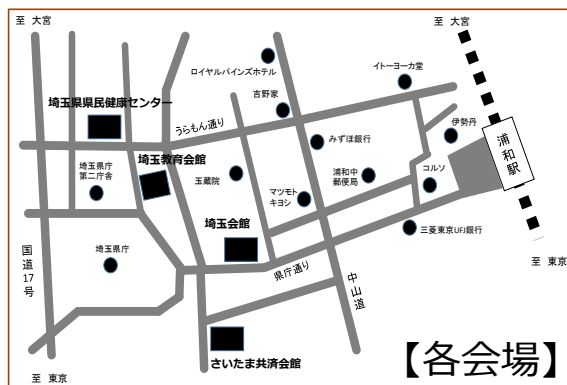 至 大宮
至 大宮
ロイヤルパインズホテル
イトーヨーカ堂
吉野家
埼玉県県民健康センター
うらもん通り
伊勢丹
みずほ銀行
浦和駅
埼玉教育会館
埼玉県庁
第二庁舎
玉蔵院
浦和中
郵便局
コルソ
マツモト
キヨシ
埼玉会館
三菱東京UFJ銀行
埼玉県庁
国道17号
県庁通り
中山道
至 東京
さいたま共済会館
【各会場】
至 東京